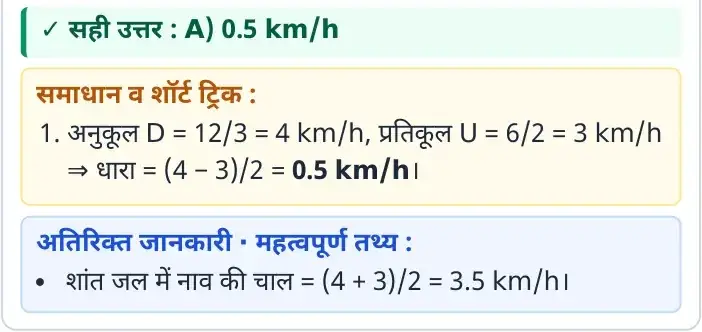 ✓ सही उत्तर : A) 0.5 km/h
समाधान व शॉर्ट ट्रिक :
1. अनुकूल D = 12/3 = 4 km/h, प्रतिकूल U = 6/2 = 3 km/h
⇒ धारा = (4 − 3)/2 = 0.5 km/h।
अतिरिक्त जानकारी · महत्वपूर्ण तथ्य :
• शांत जल में नाव की चाल = (4 + 3)/2 = 3.5 km/h।